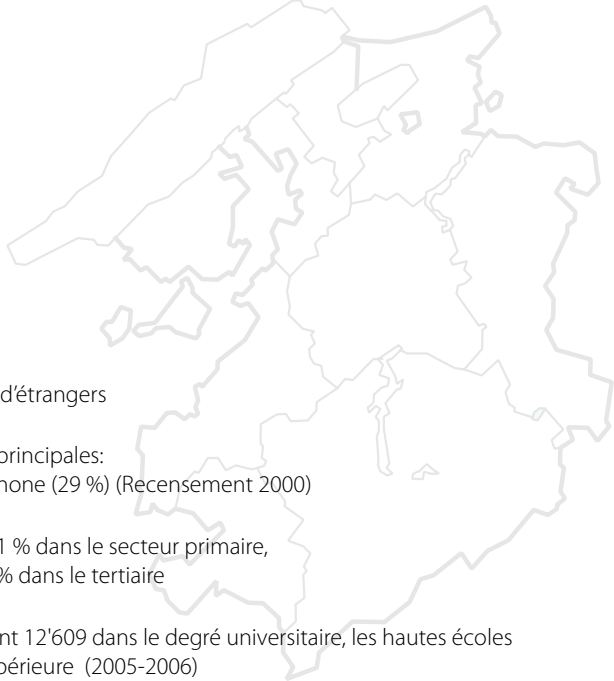 d’étrangers
principales:
hone (29 %) (Recensement 2000)
1 % dans le secteur primaire,
% dans le tertiaire
nt 12'609 dans le degré universitaire, les hautes écoles
périeure (2005-2006)